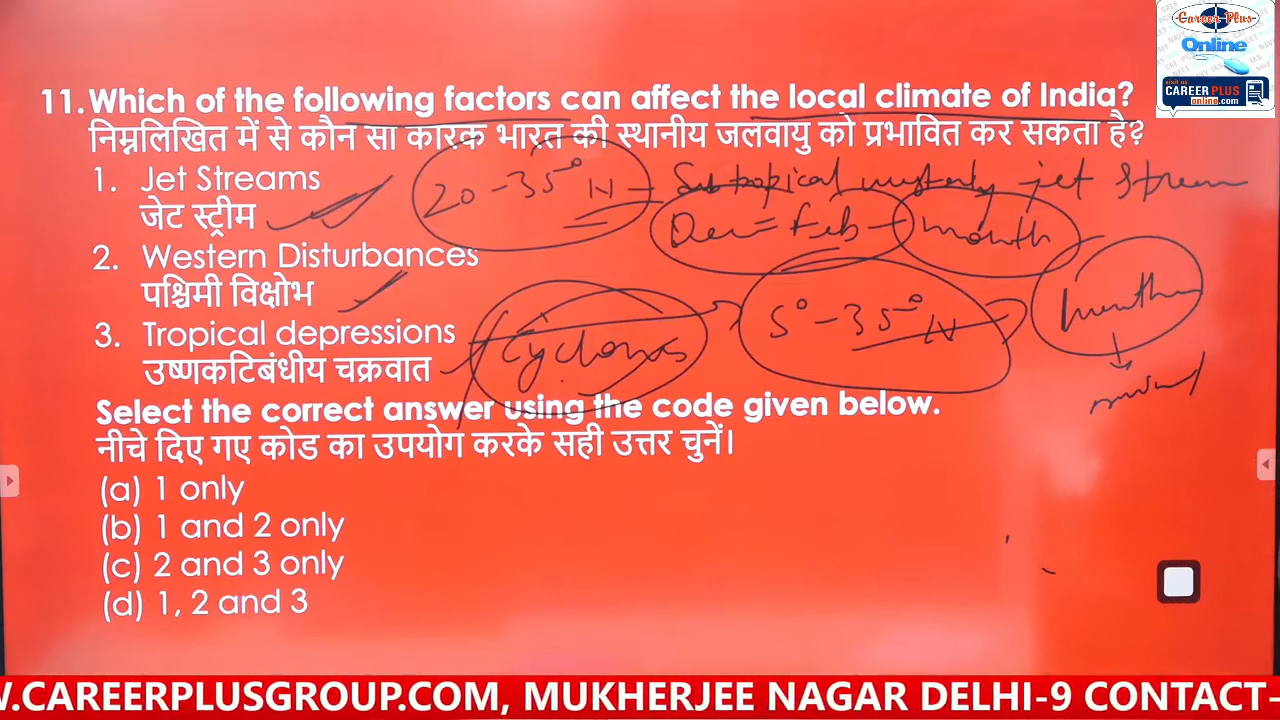 Career Plus
Online
visit us
CAREER PLUS
online.com
11. Which of the following factors can affect the local climate of India?
निम्नलिखित में से कौन सा कारक भारत की स्थानीय जलवायु को प्रभावित कर सकता है?
1. Jet Streams
जेट स्ट्रीम
20-35° N - Subtropical westerly jet stream
Dec = Feb - month
2. Western Disturbances
पश्चिमी विक्षोभ
3. Tropical depressions
उष्णकटिबंधीय चक्रवात
Cyclones
5° - 35° N
Select the correct answer using the code given below.
नीचे दिए गए कोड का उपयोग करके सही उत्तर चुनें।
(a) 1 only
(b) 1 and 2 only
(c) 2 and 3 only
(d) 1, 2 and 3
W.CAREERPLUSGROUP.COM, MUKHERJEE NAGAR DELHI-9 CONTACT-